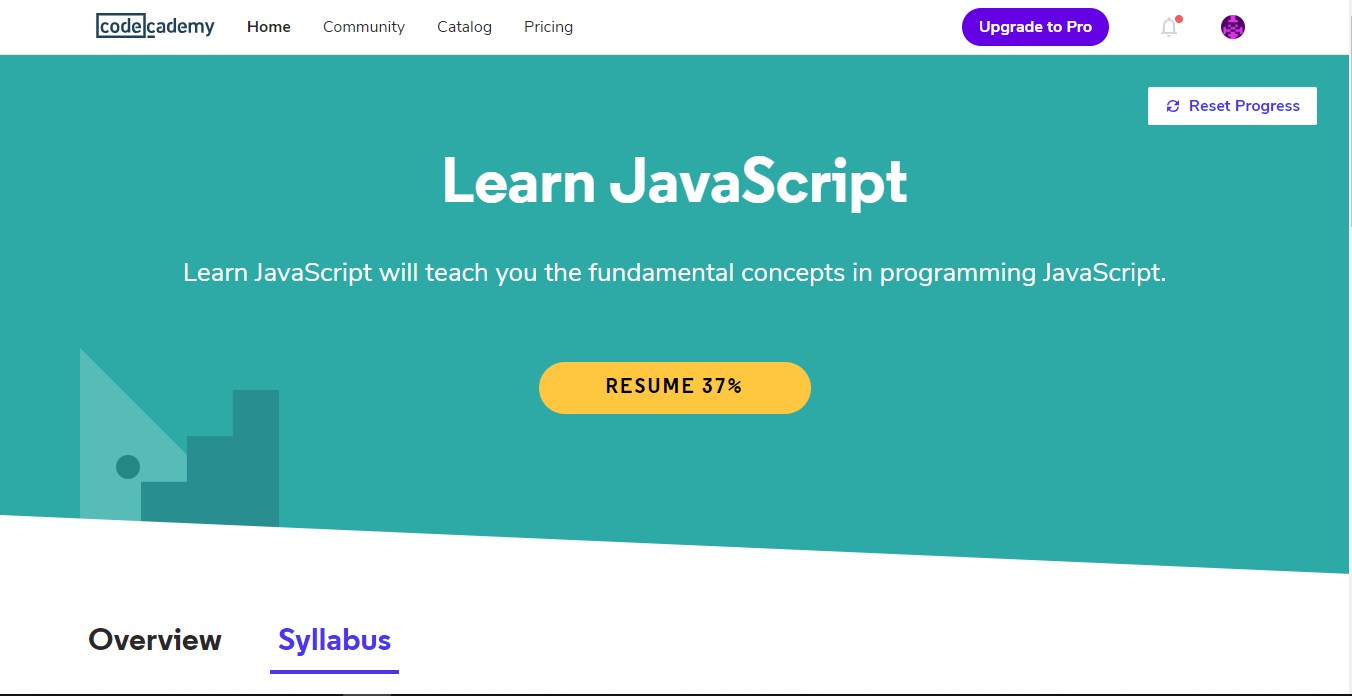 codecademy Home Community Catalog Pricing Upgrade to Pro
Reset Progress
Learn JavaScript
Learn JavaScript will teach you the fundamental concepts in programming JavaScript.
RESUME 37%
Overview Syllabus